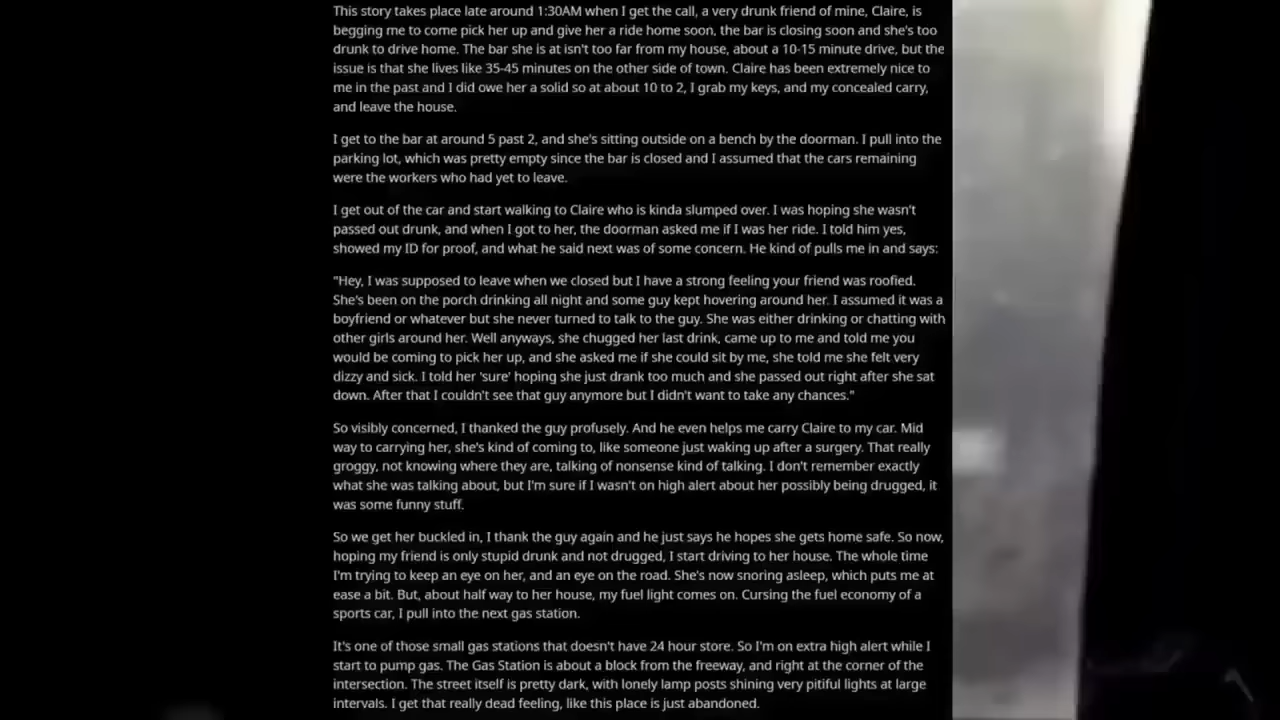 This story takes place late around 1:30AM when I get the call, a very drunk friend of mine, Claire, is
begging me to come pick her up and give her a ride home soon, the bar is closing soon and she's too
drunk to drive home. The bar she is at isn't too far from my house, about a 10-15 minute drive, but the
issue is that she lives like 35-45 minutes on the other side of town. Claire has been extremely nice to
me in the past and I did owe her a solid so at about 10 to 2, I grab my keys, and my concealed carry,
and leave the house.
I get to the bar at around 5 past 2, and she's sitting outside on a bench by the doorman. I pull into the
parking lot, which was pretty empty since the bar is closed and I assumed that the cars remaining
were the workers who had yet to leave.
I get out of the car and start walking to Claire who is kinda slumped over. I was hoping she wasn't
passed out drunk, and when I got to her, the doorman asked me if I was her ride. I told him yes,
showed my ID for proof, and what he said next was of some concern. He kind of pulls me in and says:
"Hey, I was supposed to leave when we closed but I have a strong feeling your friend was roofied.
She's been on the porch drinking all night and some guy kept hovering around her. I assumed it was a
boyfriend or whatever but she never turned to talk to the guy. She was either drinking or chatting with
other girls around her. Well anyways, she chugged her last drink, came up to me and told me you
would be coming to pick her up, and she asked me if she could sit by me, she told me she felt very
dizzy and sick. I told her 'sure' hoping she just drank too much and she passed out right after she sat
down. After that I couldn't see that guy anymore but I didn't want to take any chances."
So visibly concerned, I thanked the guy profusely. And he even helps me carry Claire to my car. Mid
way to carrying her, she's kind of coming to, like someone just waking up after a surgery. That really
groggy, not knowing where they are, talking of nonsense kind of talking. I don't remember exactly
what she was talking about, but I'm sure if I wasn't on high alert about her possibly being drugged, it
was some funny stuff.
So we get her buckled in, I thank the guy again and he just says he hopes she gets home safe. So now,
hoping my friend is only stupid drunk and not drugged, I start driving to her house. The whole time
I'm trying to keep an eye on her, and an eye on the road. She's now snoring asleep, which puts me at
ease a bit. But, about half way to her house, my fuel light comes on. Cursing the fuel economy of a
sports car, I pull into the next gas station.
It's one of those small gas stations that doesn't have 24 hour store. So I'm on extra high alert while I
start to pump gas. The Gas Station is about a block from the freeway, and right at the corner of the
intersection. The street itself is pretty dark, with lonely lamp posts shining very pitiful lights at large
intervals. I get that really dead feeling, like this place is just abandoned.